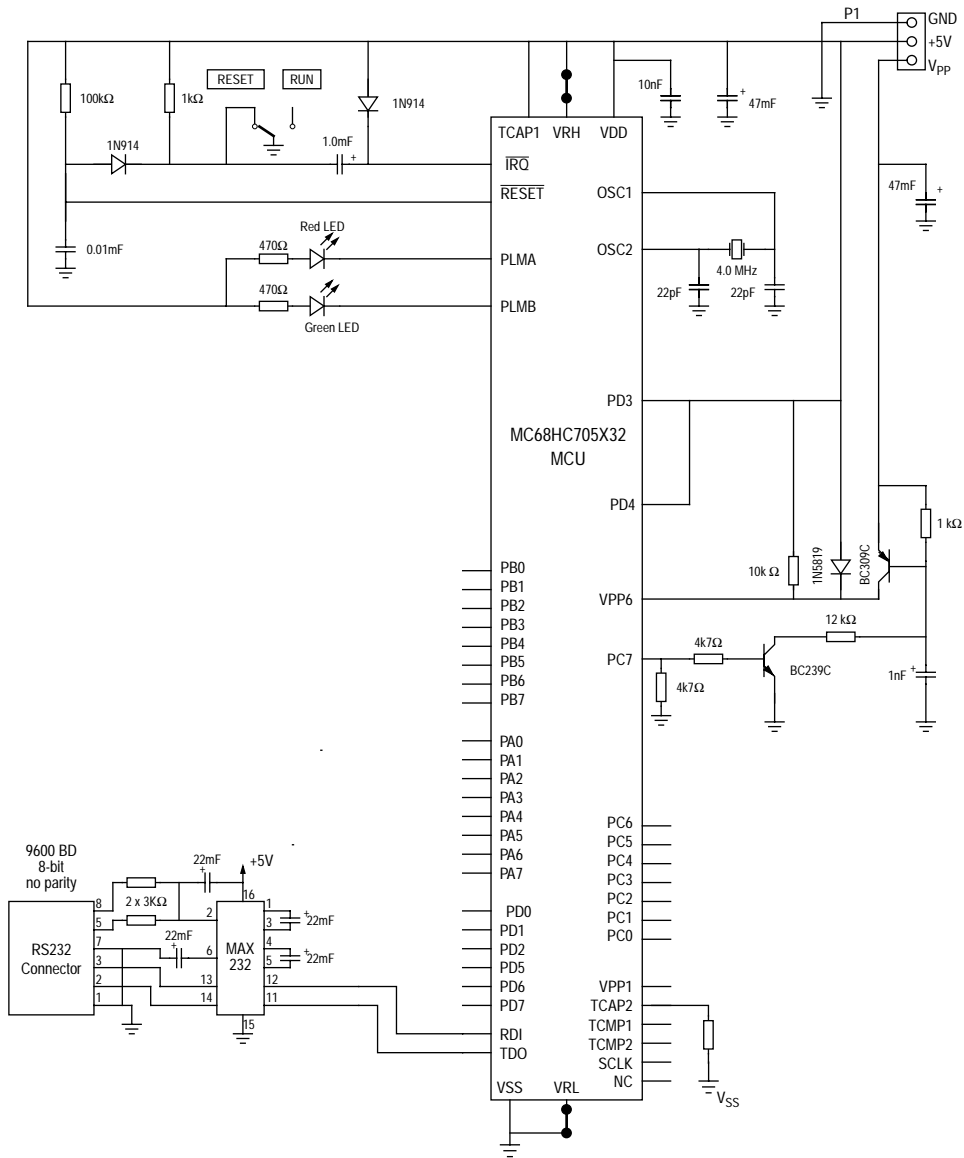 P1
GND
+5V
VPP
RESET
RUN
100kΩ
1kΩ
1N914
10nF
47mF
1N914
1.0mF
+
TCAP1
VRH
VDD
IRQ
RESET
OSC1
47mF
+
0.01mF
Red LED
470Ω
PLMA
OSC2
4.0 MHz
22pF
22pF
470Ω
PLMB
Green LED
PD3
MC68HC705X32
MCU
PD4
1 kΩ
10k Ω
1N5819
BC309C
PB0
PB1
PB2
PB3
PB4
PB5
PB6
PB7
VPP6
12 kΩ
PC7
4k7Ω
4k7Ω
BC239C
1nF
+
PA0
PA1
PA2
PA3
PA4
PA5
PA6
PA7
PC6
PC5
PC4
PC3
PC2
PC1
PC0
9600 BD
8-bit
no parity
22mF
+
+5V
2 x 3KΩ
22mF
+
RS232
Connector
8
5
7
3
2
1
MAX
232
16
2
6
13
14
15
1
3
4
5
12
11
+
22mF
+
22mF
PD0
PD1
PD2
PD5
PD6
PD7
RDI
TDO
VPP1
TCAP2
TCMP1
TCMP2
SCLK
NC
VSS
VRL
VSS